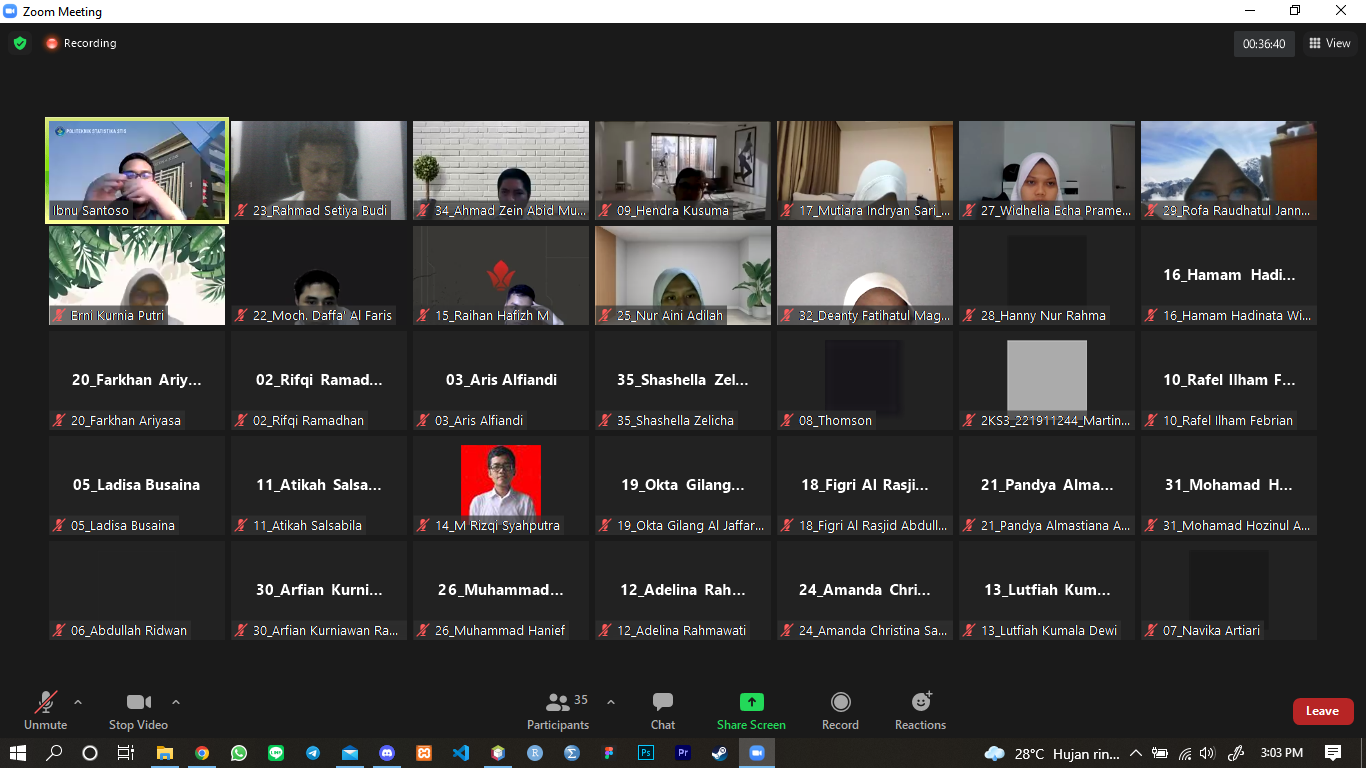 Zoom Meeting
Recording
00:36:40
View
POLITEKNIK STATISTIKA STIS
Ibnu Santoso
23_Rahmad Setiya Budi
34_Ahmad Zein Abid Mu...
09_Hendra Kusuma
17_Mutiara Indryan Sari_...
27_Widhelia Echa Prame...
29_Rofa Raudhatul Jann...
Erni Kurnia Putri
22_Moch. Daffa' Al Faris
15_Raihan Hafizh M
25_Nur Aini Adilah
32_Deanty Fatihatul Mag...
28_Hanny Nur Rahma
16_Hamam Hadi...
16_Hamam Hadinata Wi...
20_Farkhan Ariy...
20_Farkhan Ariyasa
02_Rifqi Ramad...
02_Rifqi Ramadhan
03_Aris Alfiandi
03_Aris Alfiandi
35_Shashella Zel...
35_Shashella Zelicha
08_Thomson
2KS3_221911244_Martin...
10_Rafel Ilham F...
10_Rafel Ilham Febrian
05_Ladisa Busaina
05_Ladisa Busaina
11_Atikah Salsa...
11_Atikah Salsabila
14_M Rizqi Syahputra
19_Okta Gilang...
19_Okta Gilang Al Jaffar...
18_Figri Al Rasji...
18_Figri Al Rasjid Abdull...
21_Pandya Alma...
21_Pandya Almastiana A...
31_Mohamad H...
31_Mohamad Hozinul A...
06_Abdullah Ridwan
30_Arfian Kurni...
30_Arfian Kurniawan Ra...
26_Muhammad...
26_Muhammad Hanief
12_Adelina Rah...
12_Adelina Rahmawati
24_Amanda Chri...
24_Amanda Christina Sa...
13_Lutfiah Kum...
13_Lutfiah Kumala Dewi
07_Navika Artiari
Unmute
Stop Video
35
Participants
Chat
Share Screen
Record
Reactions
Leave
28°C Hujan rin...
3:03 PM